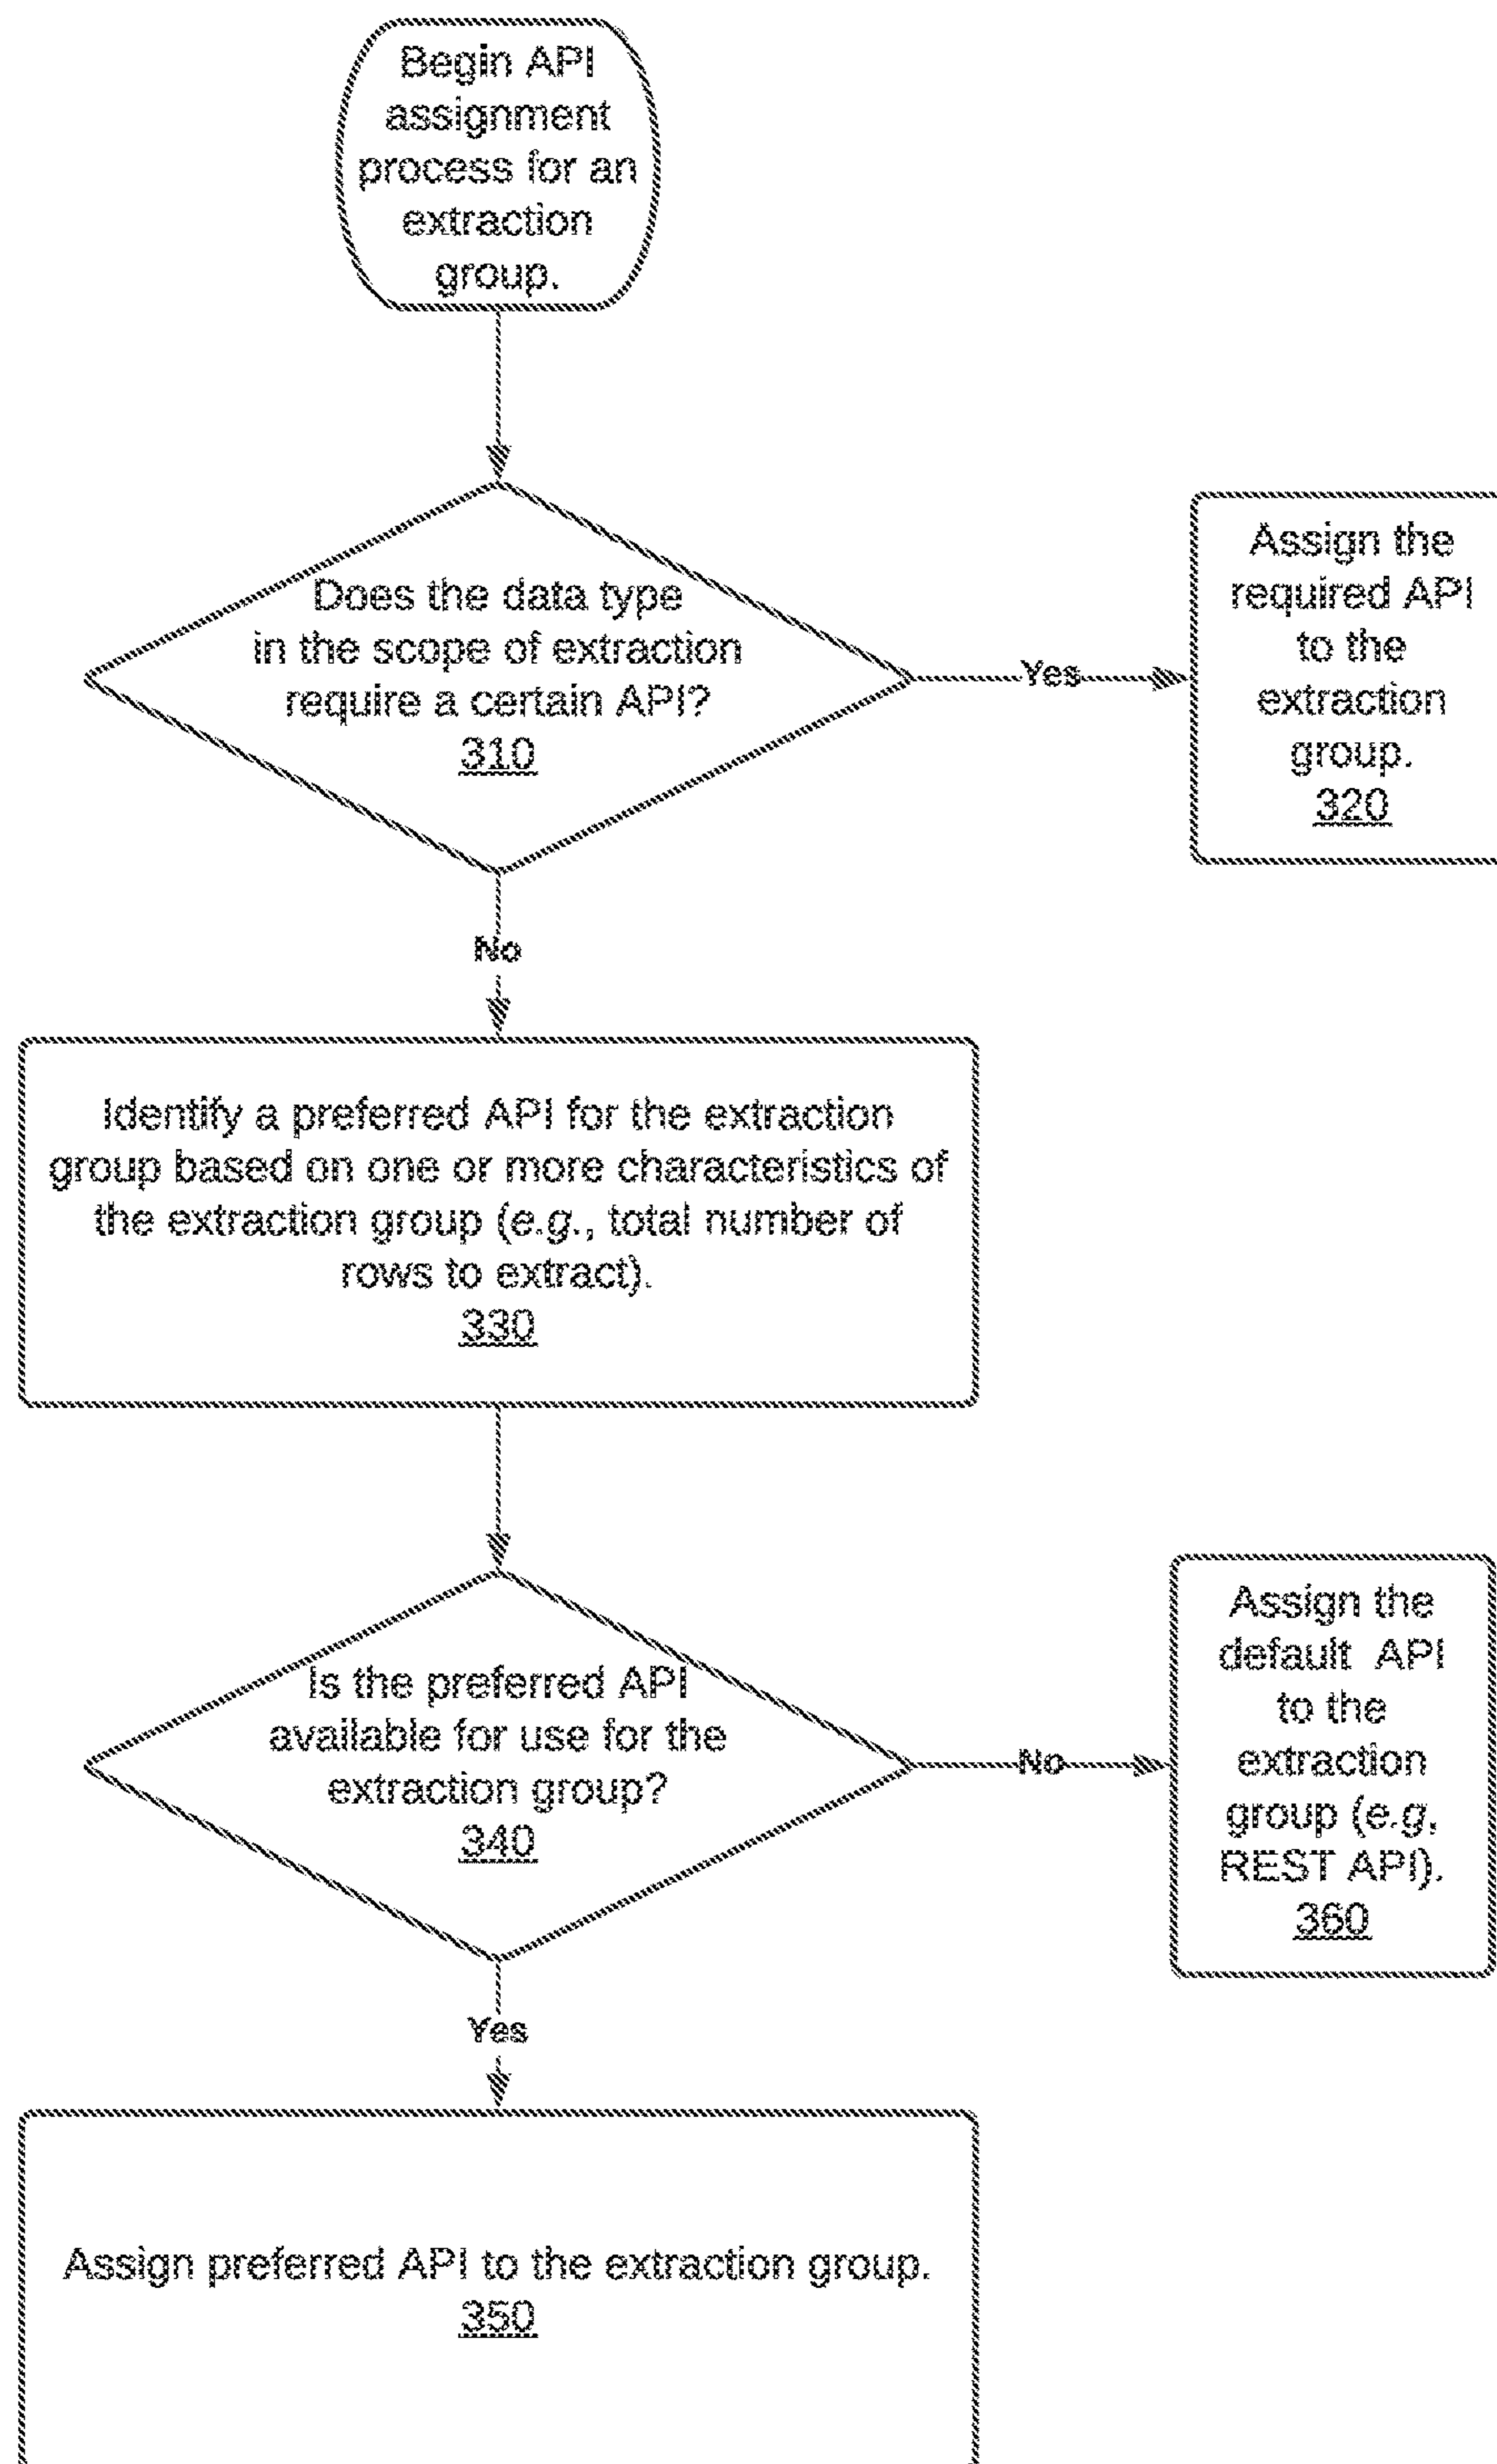 Begin API
assignment
process for an
extraction
group.
Does the data type
in the scope of extraction
require a certain API?
310
Yes
Assign the
required API
to the
extraction
group.
320
No
Identify a preferred API for the extraction
group based on one or more characteristics of
the extraction group (e.g., total number of
rows to extract).
330
Is the preferred API
available for use for the
extraction group?
340
No
Assign the
default API
to the
extraction
group (e.g,
REST API).
360
Yes
Assign preferred API to the extraction group.
350